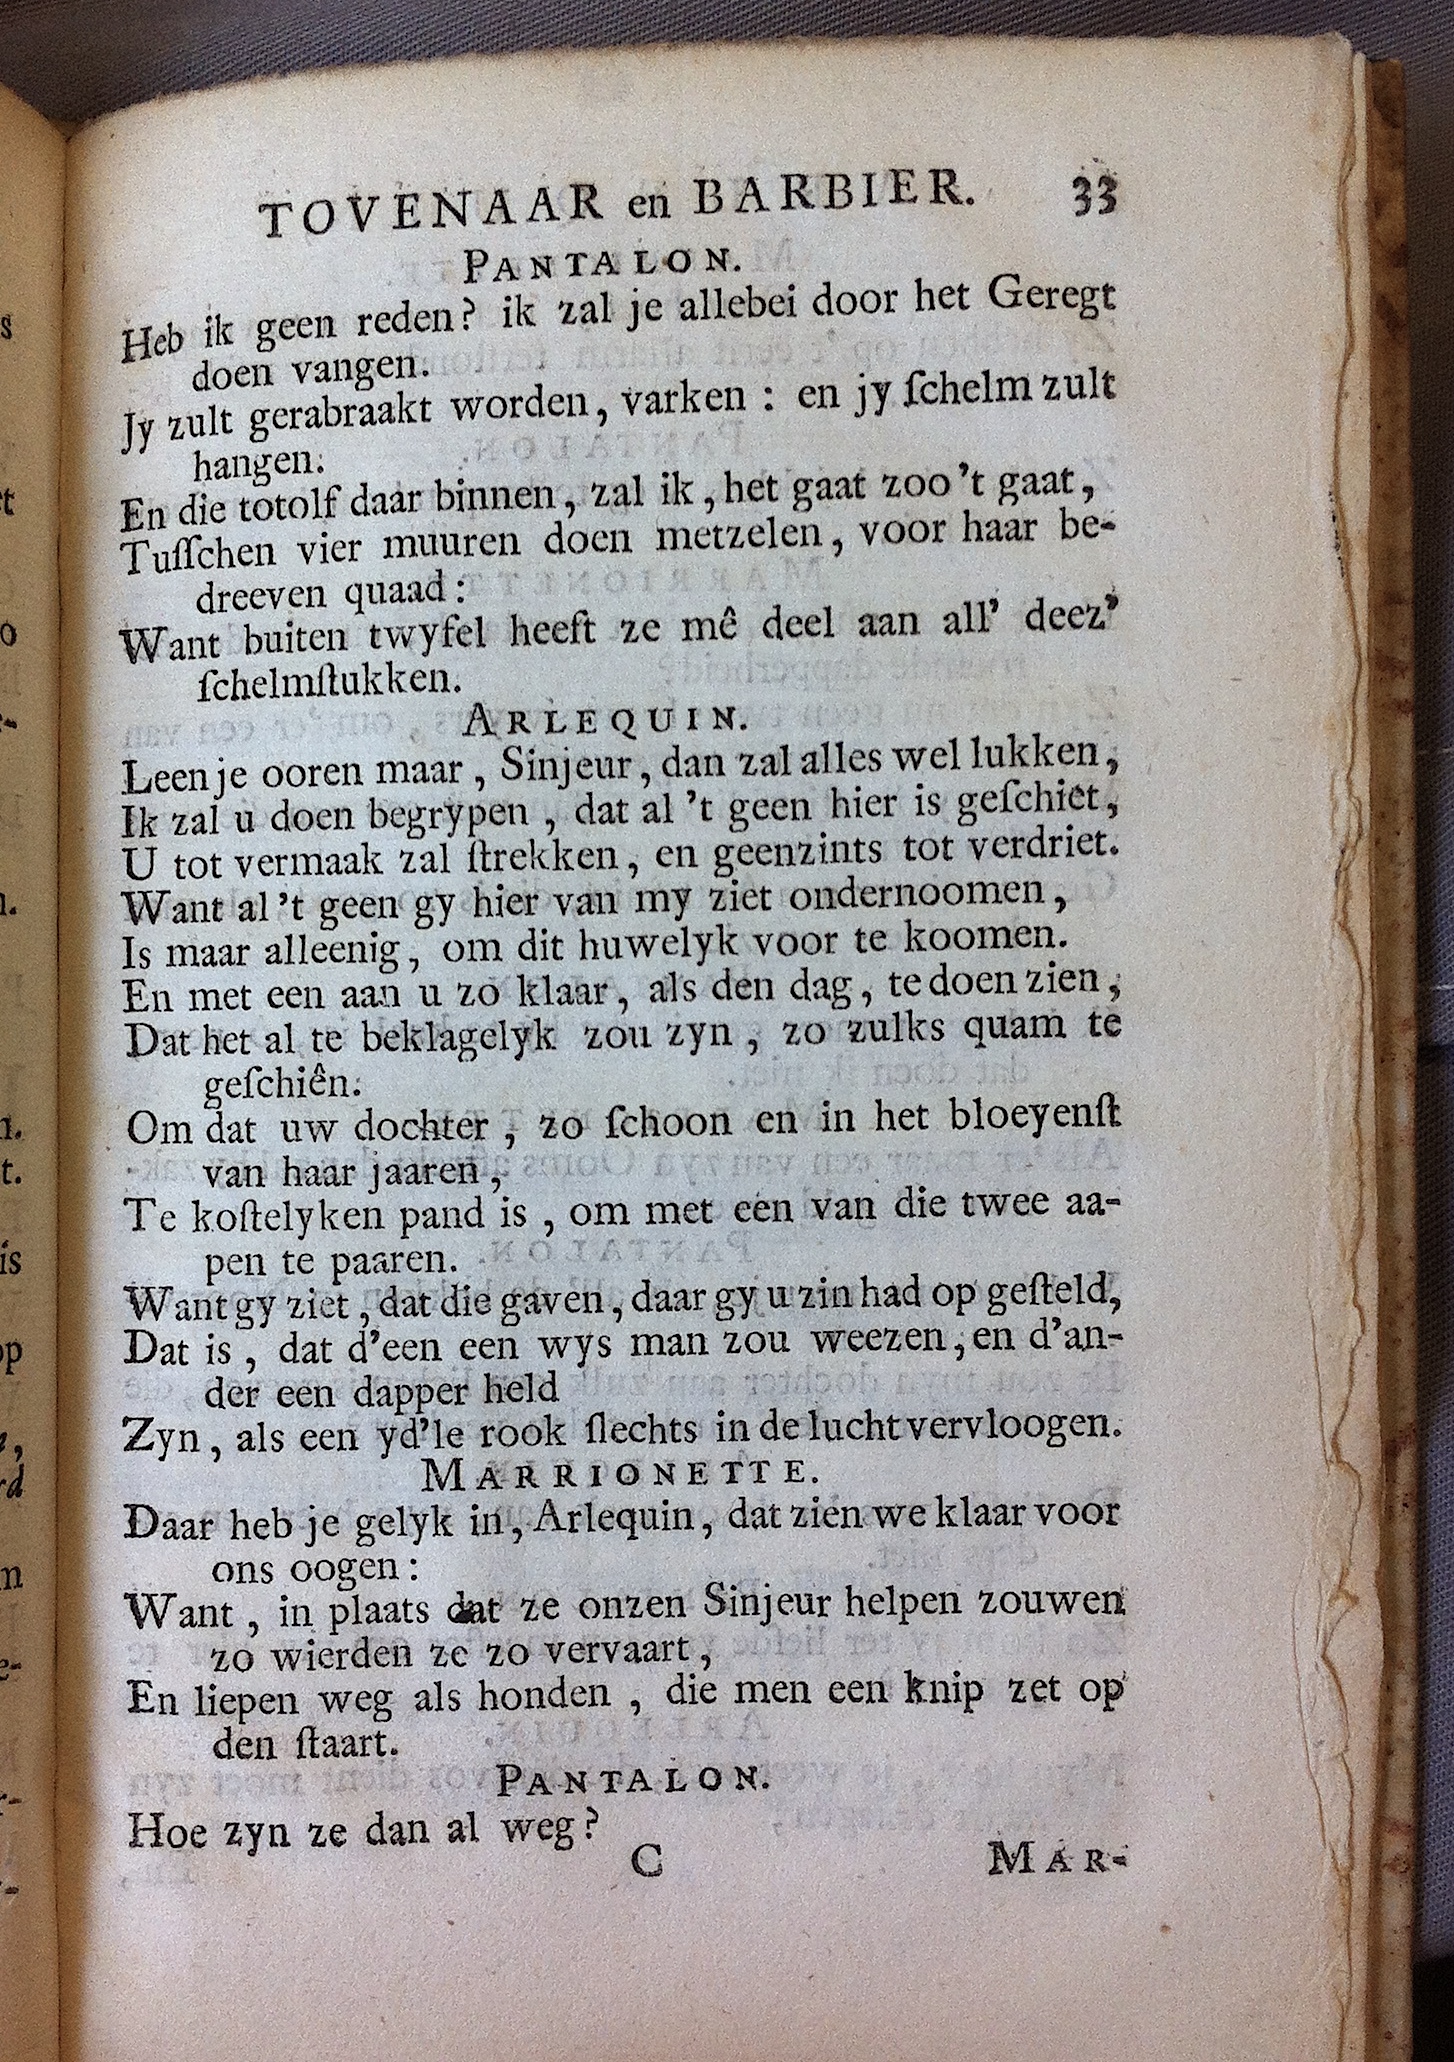 TOVENAAR en BARBIER. 33
PANTALON.
Heb ik geen reden? ik zal je allebei door het Geregt
doen vangen.
Jy zult gerabraakt worden, varken : en jy ſchelm zult
hangen.
En die totolf daar binnen, zal ik, het gaat zoo 't gaat,
Tuſſchen vier muuren doen metzelen, voor haar be-
dreeven quaad:
Want buiten twyfel heeft ze mê deel aan all' deez'
ſchelmſtukken.
ARLEQUIN.
Leen je ooren maar, Sinjeur, dan zal alles wel lukken,
Ik zal u doen begrypen, dat al 't geen hier is geſchiet,
U tot vermaak zal ſtrekken, en geenzints tot verdriet.
Want al 't geen gy hier van my ziet ondernoomen,
Is maar alleenig, om dit huwelyk voor te koomen.
En met een aan u zo klaar, als den dag, te doen zien,
Dat het al te beklagelyk zou zyn, zo zulks quam te
geſchiên.
Om dat uw dochter, zo ſchoon en in het bloeyenſt
van haar jaaren,
Te koſtelyken pand is, om met een van die twee aa-
pen te paaren.
Want gy ziet, dat die gaven, daar gy u zin had op geſteld,
Dat is, dat d'een een wys man zou weezen, en d'an-
der een dapper held
Zyn, als een yd'le rook ſlechts in de lucht vervloogen.
MARRIONETTE.
Daar heb je gelyk in, Arlequin, dat zien we klaar voor
ons oogen:
Want, in plaats dat ze onzen Sinjeur helpen zouwen
zo wierden ze zo vervaart,
En liepen weg als honden, die men een knip zet op
den ſtaart.
PANTALON.
Hoe zyn ze dan al weg?
C MAR-